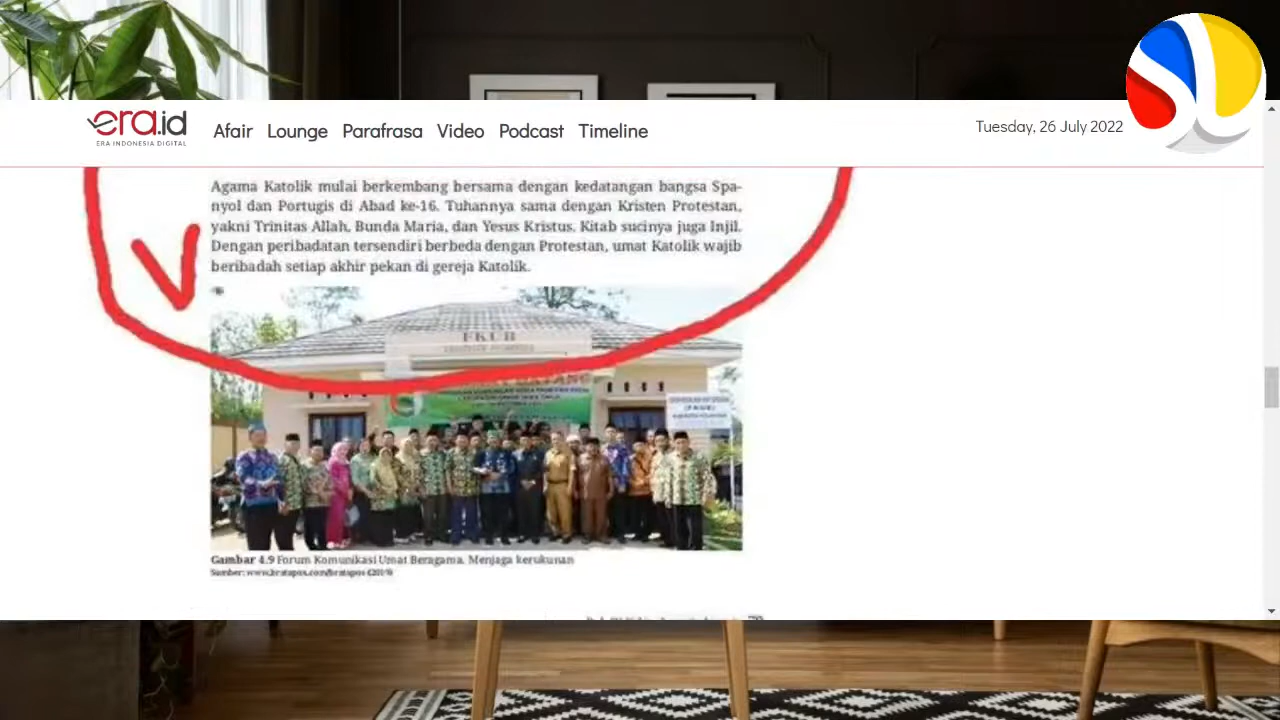 era.id
ERA INDONESIA DIGITAL
Afair Lounge Parafrasa Video Podcast Timeline
Tuesday, 26 July 2022
Agama Katolik mulai berkembang bersama dengan kedatangan bangsa Spa-
nyol dan Portugis di Abad ke-16. Tuhannya sama dengan Kristen Protestan,
yakni Trinitas Allah, Bunda Maria, dan Yesus Kristus. Kitab sucinya juga Injil.
Dengan peribadatan tersendiri berbeda dengan Protestan, umat Katolik wajib
beribadah setiap akhir pekan di gereja Katolik.
FKUB
Gambar 4.9 Forum Komunikasi Umat Beragama. Menjaga kerukunan
Sumber: